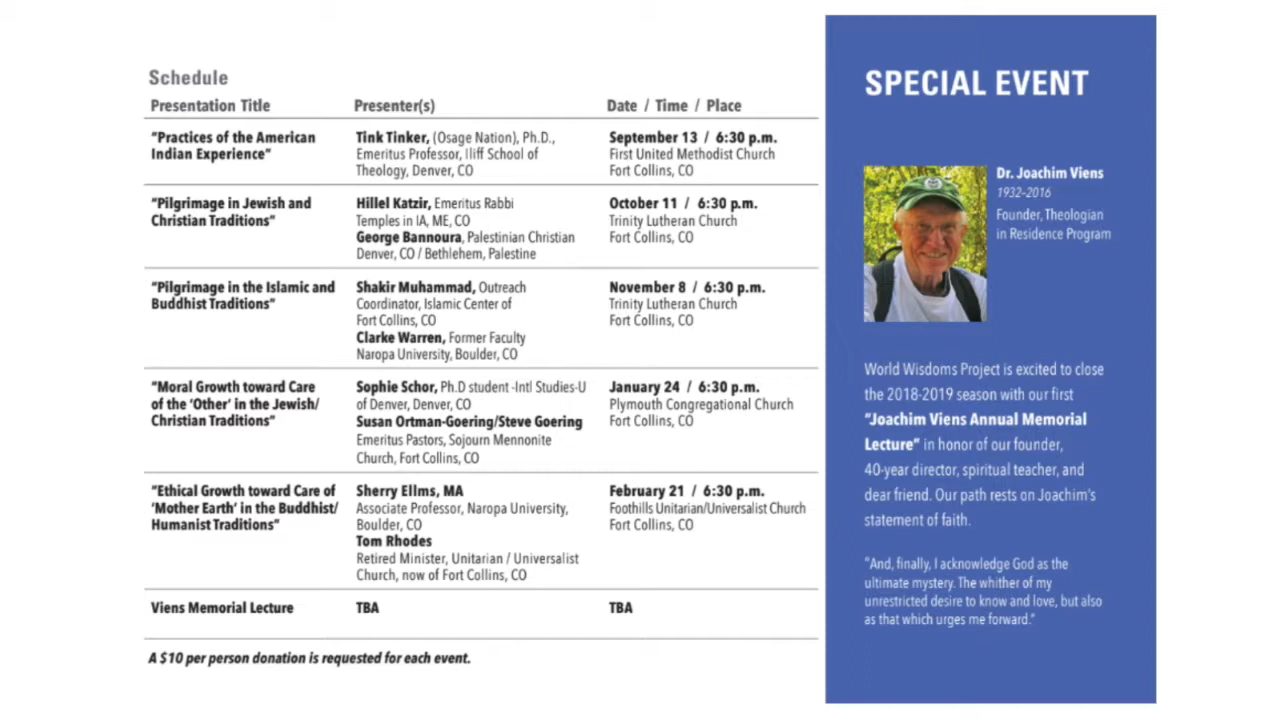 Schedule
Presentation Title Presenter(s) Date / Time / Place
"Practices of the American
Indian Experience"
Tink Tinker, (Osage Nation), Ph.D.,
Emeritus Professor, Iliff School of
Theology, Denver, CO
September 13 / 6:30 p.m.
First United Methodist Church
Fort Collins, CO
"Pilgrimage in Jewish and
Christian Traditions"
Hillel Katzir, Emeritus Rabbi
Temples in IA, ME, CO
George Bannoura, Palestinian Christian
Denver, CO / Bethlehem, Palestine
October 11 / 6:30 p.m.
Trinity Lutheran Church
Fort Collins, CO
"Pilgrimage in the Islamic and
Buddhist Traditions"
Shakir Muhammad, Outreach
Coordinator, Islamic Center of
Fort Collins, CO
Clarke Warren, Former Faculty
Naropa University, Boulder, CO
November 8 / 6:30 p.m.
Trinity Lutheran Church
Fort Collins, CO
"Moral Growth toward Care
of the 'Other' in the Jewish/
Christian Traditions"
Sophie Schor, Ph.D student -Intl Studies-U
of Denver, Denver, CO
Susan Ortman-Goering/Steve Goering
Emeritus Pastors, Sojourn Mennonite
Church, Fort Collins, CO
January 24 / 6:30 p.m.
Plymouth Congregational Church
Fort Collins, CO
"Ethical Growth toward Care of
'Mother Earth' in the Buddhist/
Humanist Traditions"
Sherry Ellms, MA
Associate Professor, Naropa University,
Boulder, CO
Tom Rhodes
Retired Minister, Unitarian / Universalist
Church, now of Fort Collins, CO
February 21 / 6:30 p.m.
Foothills Unitarian/Universalist Church
Fort Collins, CO
Viens Memorial Lecture TBA TBA
A $10 per person donation is requested for each event.
SPECIAL EVENT
Dr. Joachim Viens
1932–2016
Founder, Theologian
in Residence Program
World Wisdoms Project is excited to close
the 2018-2019 season with our first
"Joachim Viens Annual Memorial
Lecture" in honor of our founder,
40-year director, spiritual teacher, and
dear friend. Our path rests on Joachim's
statement of faith.
"And, finally, I acknowledge God as the
ultimate mystery. The whither of my
unrestricted desire to know and love, but also
as that which urges me forward."